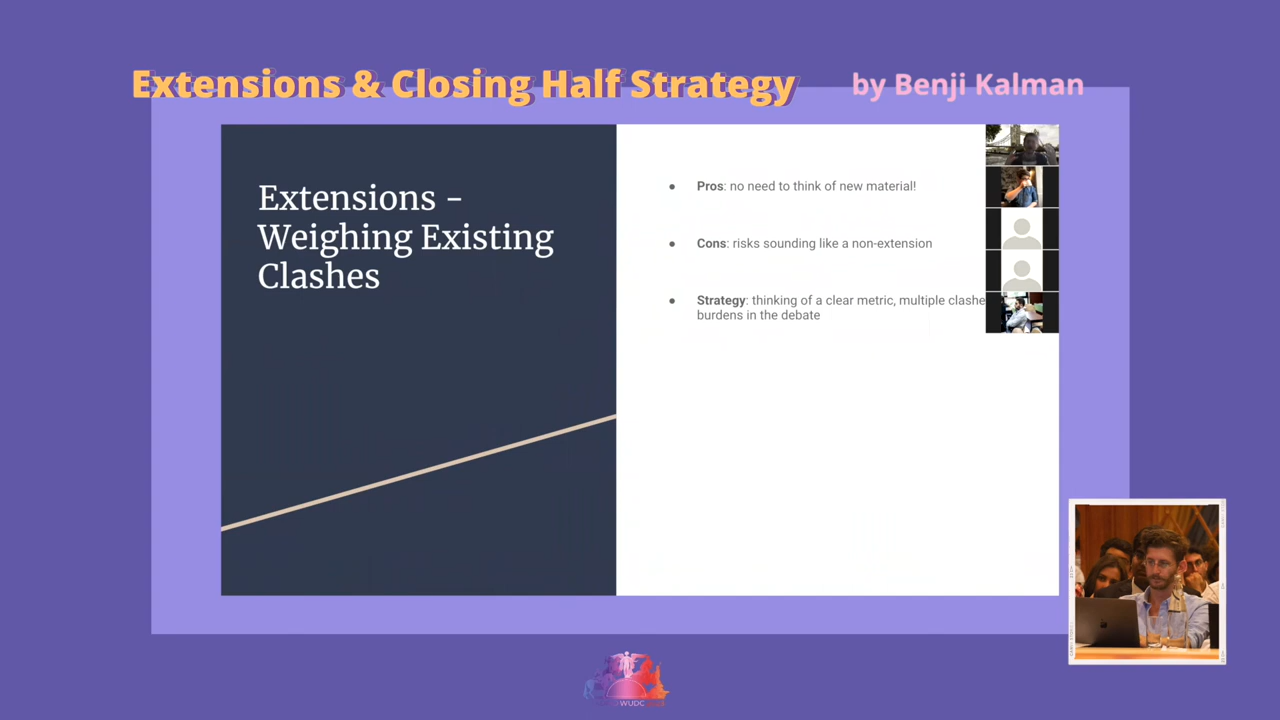 Extensions & Closing Half Strategy
by Benji Kalman
Extensions -
Weighing Existing
Clashes
● Pros: no need to think of new material!
● Cons: risks sounding like a non-extension
● Strategy: thinking of a clear metric, multiple clashe
burdens in the debate
WUDC